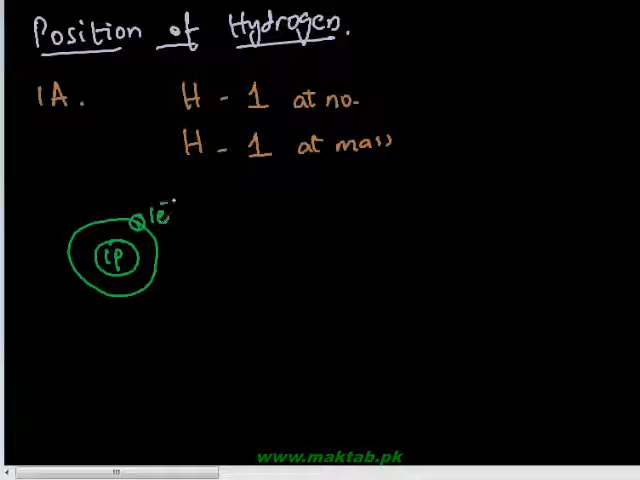 Position of Hydrogen.
1A. H - 1 at no.
H - 1 at mass
1e-
1p
www.maktab.pk